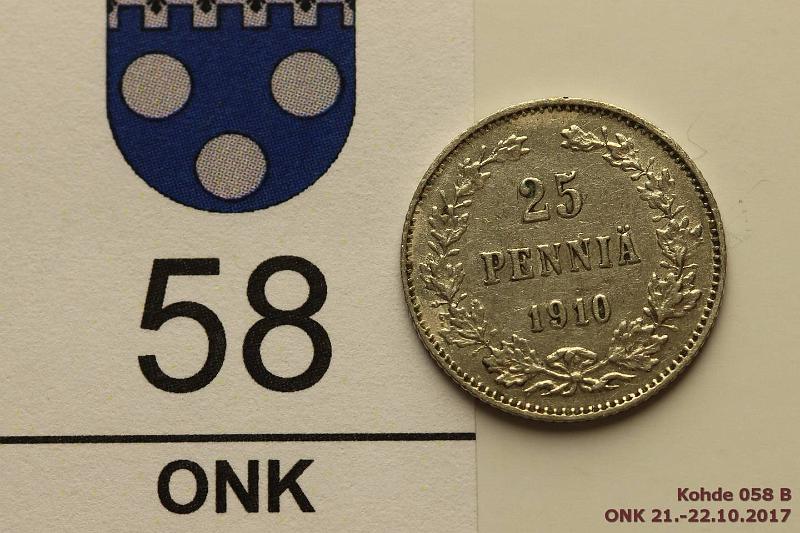 58
ONK
25
PENNIÄ
1910
Kohde 058 B
ONK 21.-22.10.2017